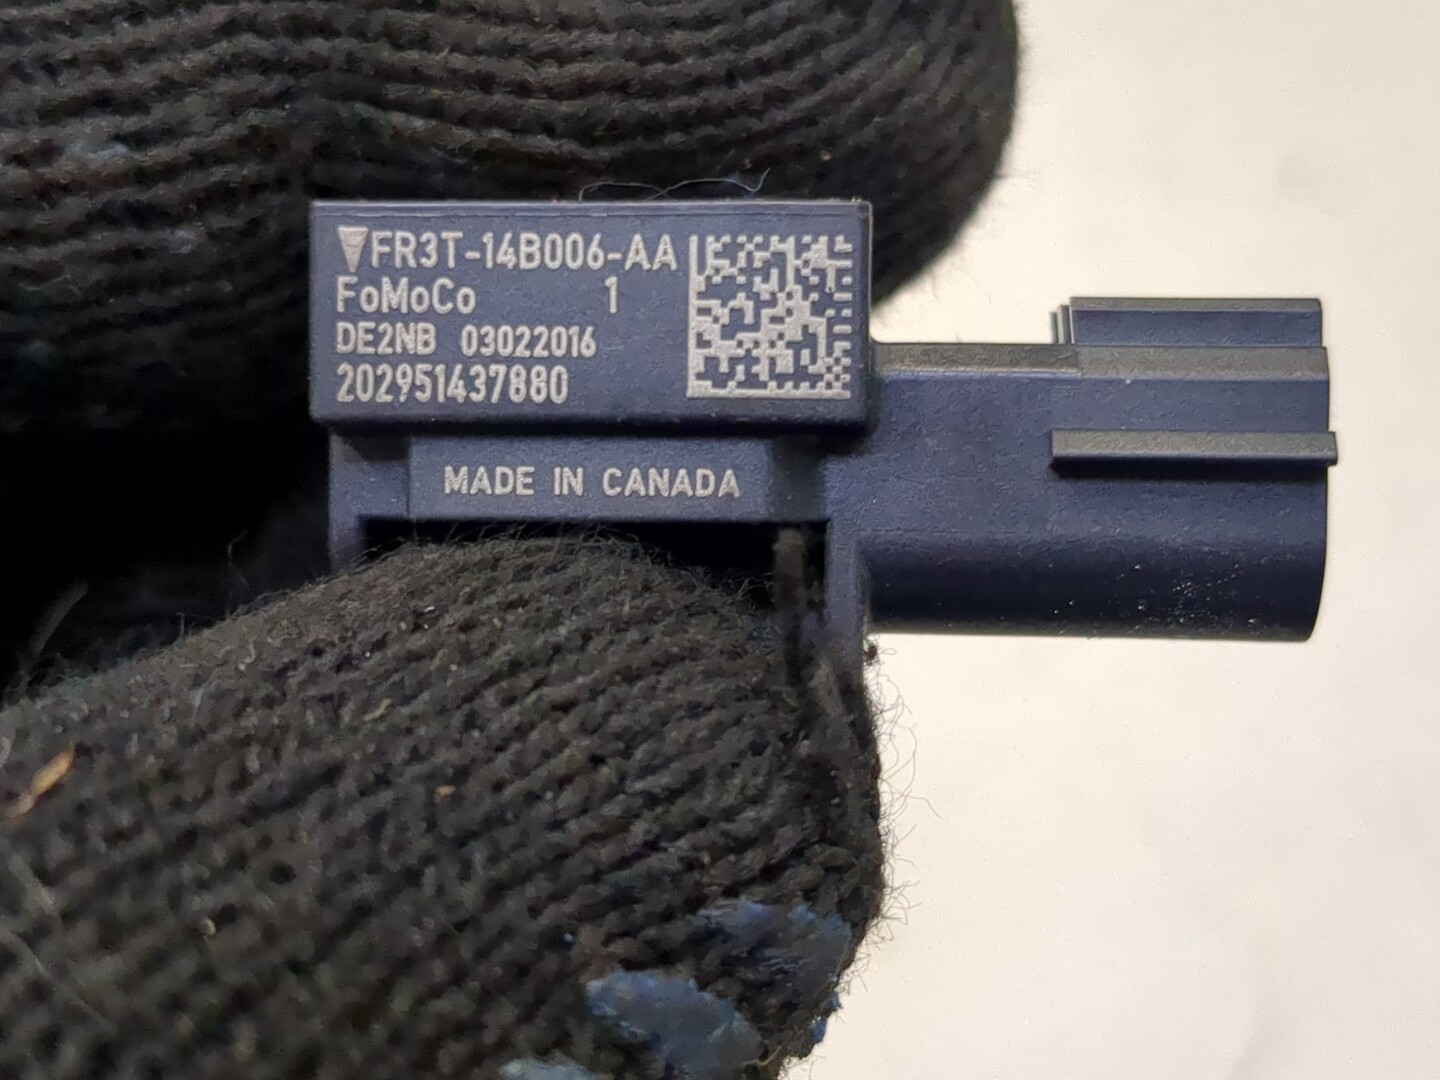 FR3T-14B006-AA
FoMoCo 1
DE2NB 03022016
202951437880
MADE IN CANADA